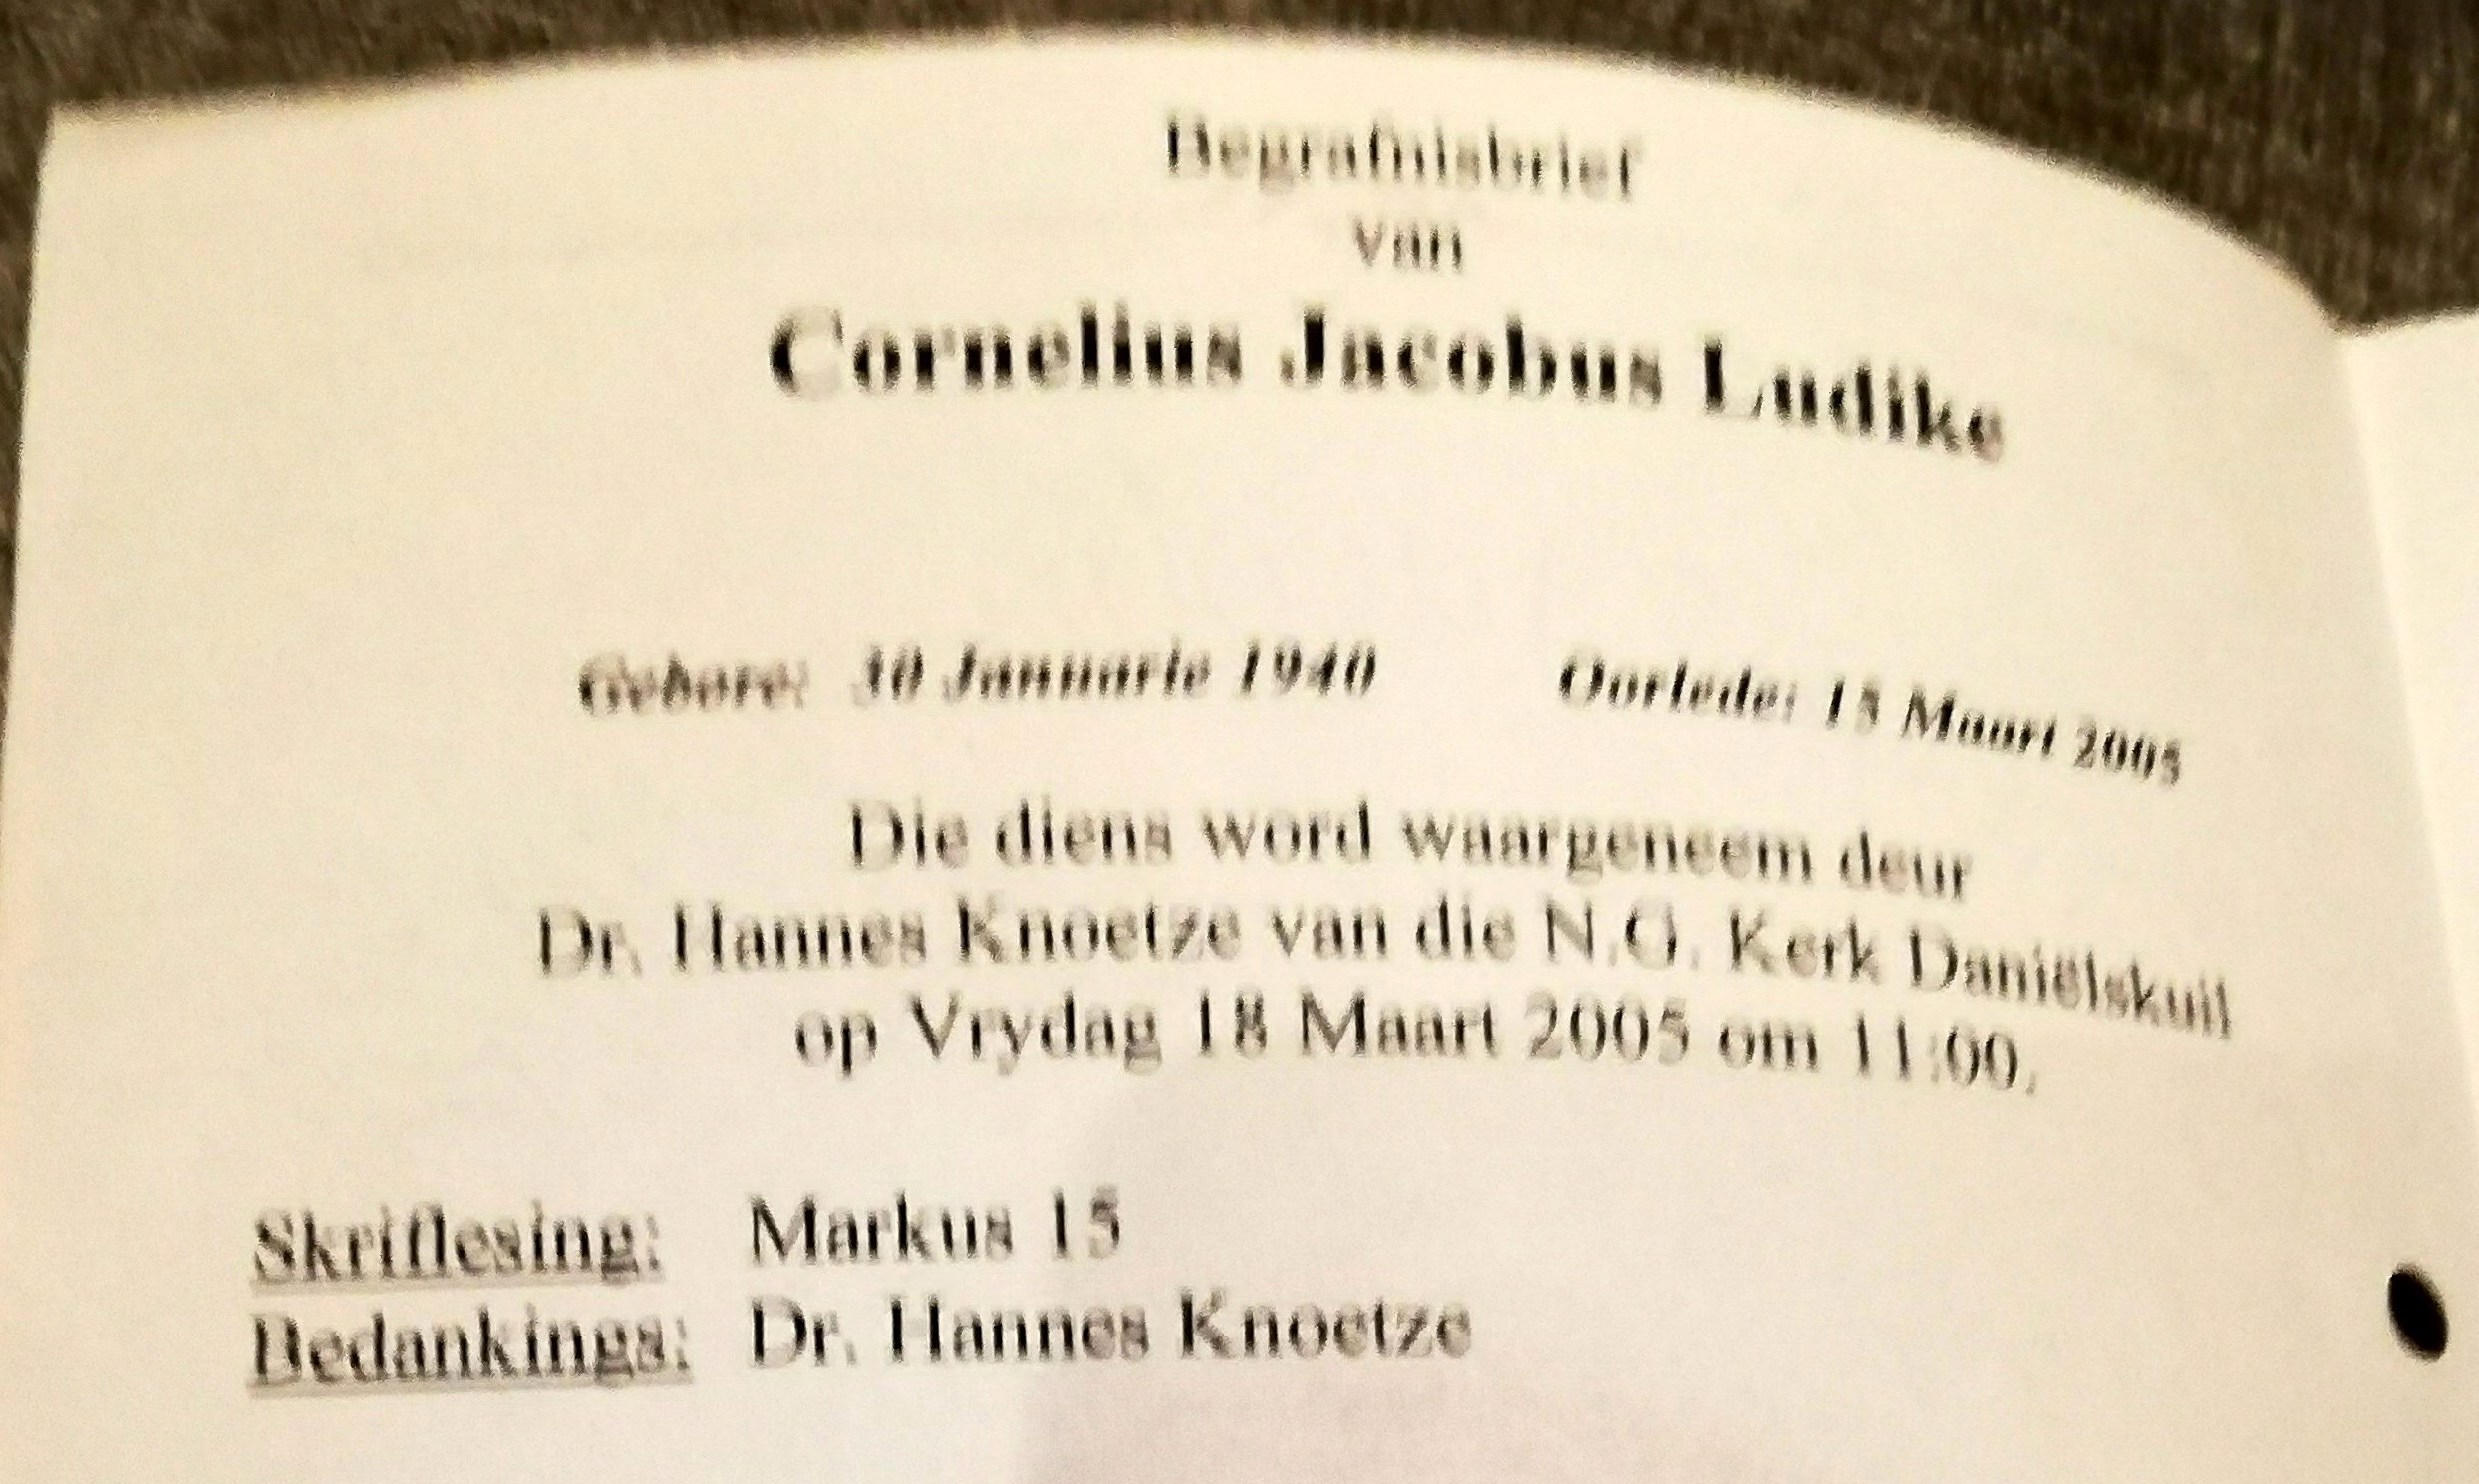 Begrafnisbrief
van
Cornelius Jacobus Ludike
Gebore: 30 Januarie 1940 Oorlede: 15 Maart 2005
Die diens word waargeneem deur
Dr. Hannes Knoetze van die N.G. Kerk Daniëlskuil
op Vrydag 18 Maart 2005 om 11:00.
Skriflesing: Markus 15
Bedankings: Dr. Hannes Knoetze